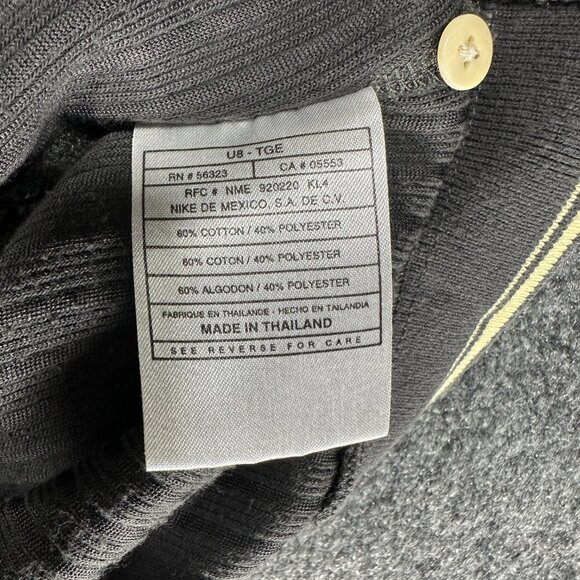 U8 - TGE
RN # 56323 CA # 05553
RFC # NME 920220 KL4
NIKE DE MEXICO, S.A. DE C.V.
60% COTTON / 40% POLYESTER
60% COTON / 40% POLYESTER
60% ALGODON / 40% POLYESTER
FABRIQUE EN THAILANDE - HECHO EN TAILANDIA
MADE IN THAILAND
SEE REVERSE FOR CARE